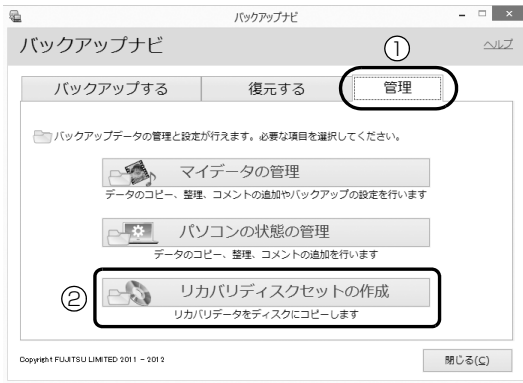 バックアップナビ
バックアップナビ
①
ヘルプ
バックアップする
復元する
管理
バックアップデータの管理と設定が行えます。必要な項目を選択してください。
マイデータの管理
データのコピー、整理、コメントの追加やバックアップの設定を行います
パソコンの状態の管理
データのコピー、整理、コメントの追加を行います
②
リカバリディスクセットの作成
リカバリデータをディスクにコピーします
Copyright FUJITSU LIMITED 2011 - 2012
閉じる(C)